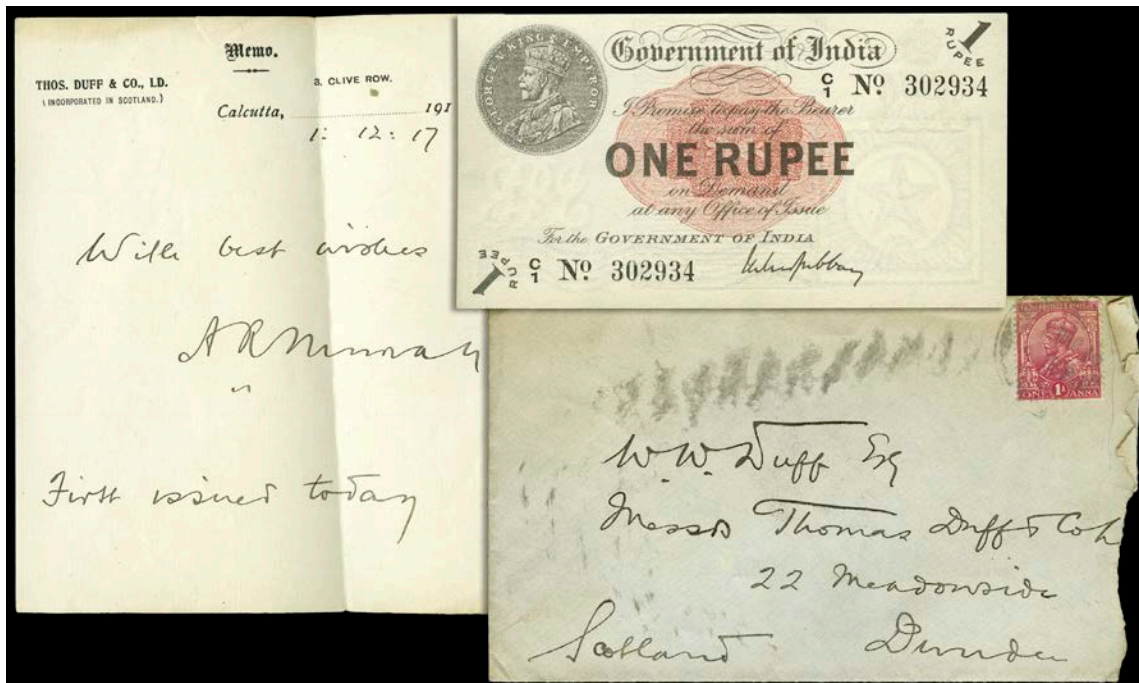 Memo.
THOS. DUFF & CO., LD.
(INCORPORATED IN SCOTLAND.)
3. CLIVE ROW.
Calcutta, 191
1: 12: 17
With best wishes
A R Murray
First issued today
GEORGE V KING & EMPEROR
Government of India
1 RUPEE
C/1 Nº 302934
I Promise to pay the Bearer
the sum of
ONE RUPEE
on Demand
at any Office of Issue
For the GOVERNMENT OF INDIA
1 RUPEE
C/1 Nº 302934
1A
ONE ANNA
W. W. Duff Esq
Messrs Thomas Duff & Co
22 Meadowside
Scotland Dundee